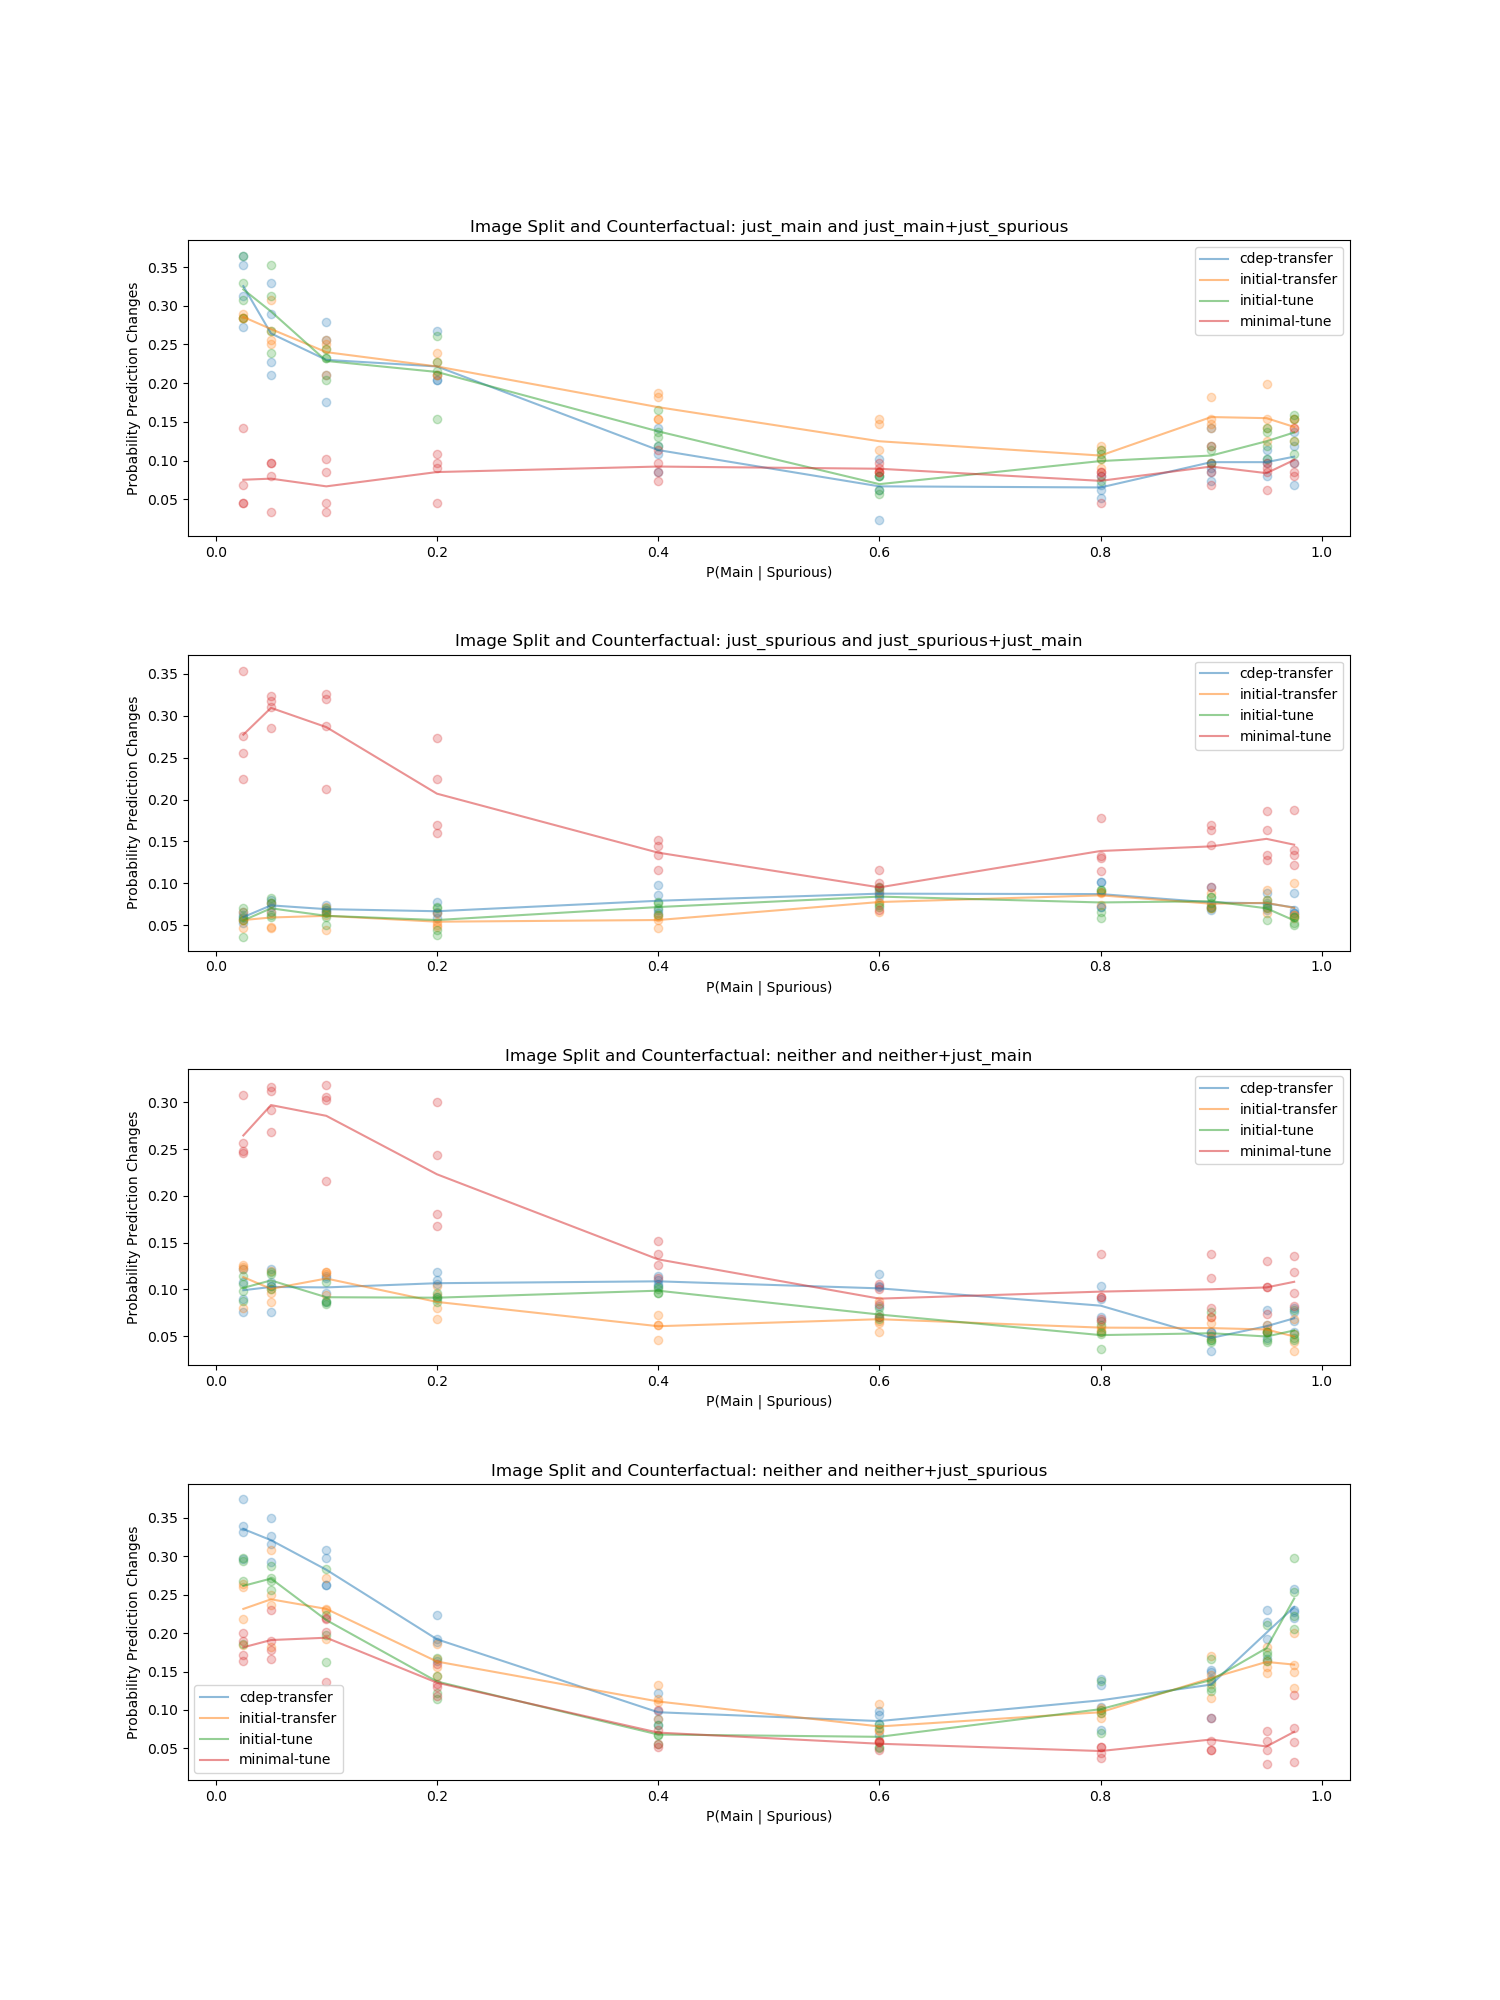 Image Split and Counterfactual: just_main and just_main+just_spurious
Probability Prediction Changes
0.35
0.30
0.25
0.20
0.15
0.10
0.05
cdep-transfer
initial-transfer
initial-tune
minimal-tune
0.0 0.2 0.4 0.6 0.8 1.0
P(Main | Spurious)
Image Split and Counterfactual: just_spurious and just_spurious+just_main
Probability Prediction Changes
0.35
0.30
0.25
0.20
0.15
0.10
0.05
cdep-transfer
initial-transfer
initial-tune
minimal-tune
0.0 0.2 0.4 0.6 0.8 1.0
P(Main | Spurious)
Image Split and Counterfactual: neither and neither+just_main
Probability Prediction Changes
0.30
0.25
0.20
0.15
0.10
0.05
cdep-transfer
initial-transfer
initial-tune
minimal-tune
0.0 0.2 0.4 0.6 0.8 1.0
P(Main | Spurious)
Image Split and Counterfactual: neither and neither+just_spurious
Probability Prediction Changes
0.35
0.30
0.25
0.20
0.15
0.10
0.05
cdep-transfer
initial-transfer
initial-tune
minimal-tune
0.0 0.2 0.4 0.6 0.8 1.0
P(Main | Spurious)